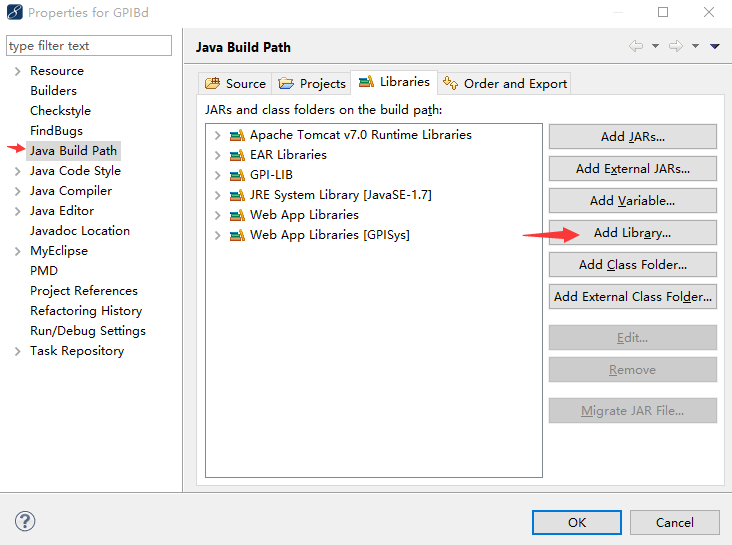 Properties for GPIBd
type filter text
Resource
Builders
Checkstyle
FindBugs
Java Build Path
Java Code Style
Java Compiler
Java Editor
Javadoc Location
MyEclipse
PMD
Project References
Refactoring History
Run/Debug Settings
Task Repository
Java Build Path
Source
Projects
Libraries
Order and Export
JARs and class folders on the build path:
Apache Tomcat v7.0 Runtime Libraries
EAR Libraries
GPI-LIB
JRE System Library [JavaSE-1.7]
Web App Libraries
Web App Libraries [GPISys]
Add JARs...
Add External JARs...
Add Variable...
Add Library...
Add Class Folder...
Add External Class Folder...
Edit...
Remove
Migrate JAR File...
?
OK
Cancel